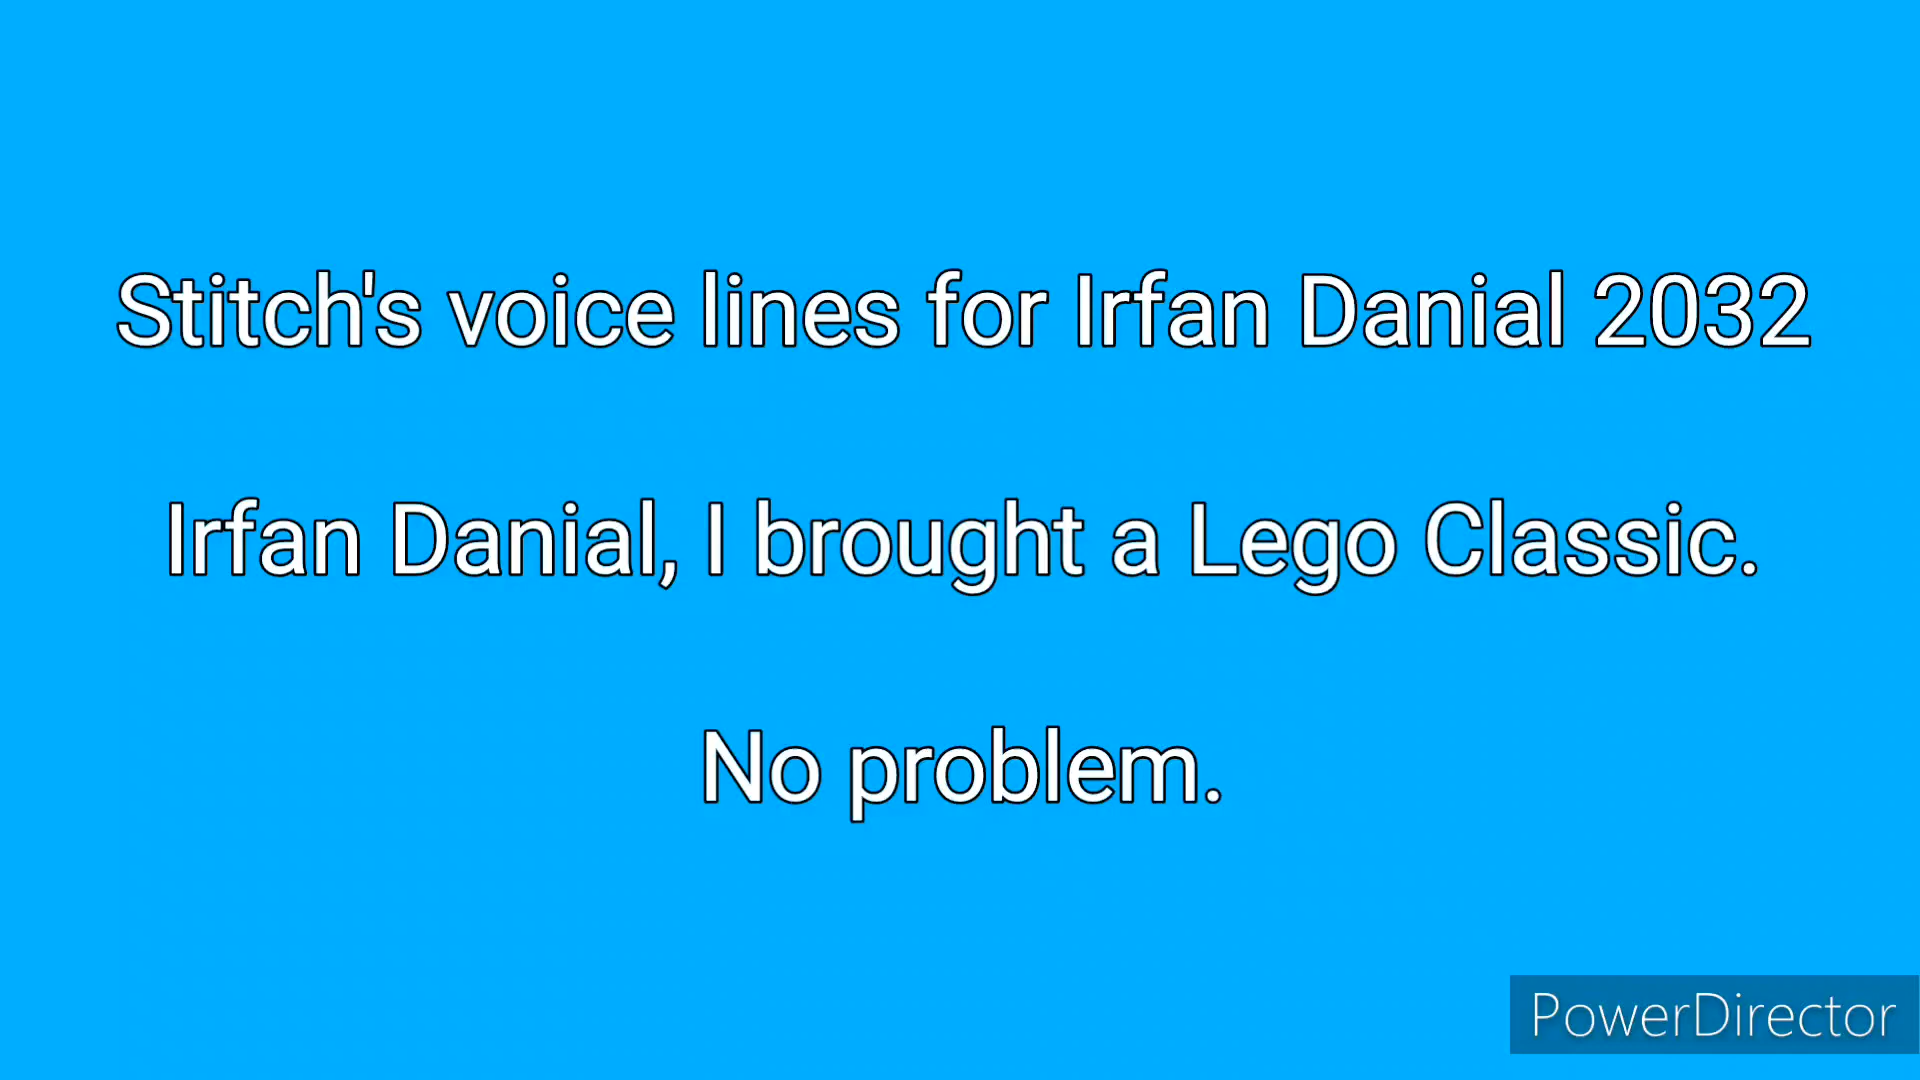 Stitch's voice lines for Irfan Danial 2032
Irfan Danial, I brought a Lego Classic.
No problem.
PowerDirector